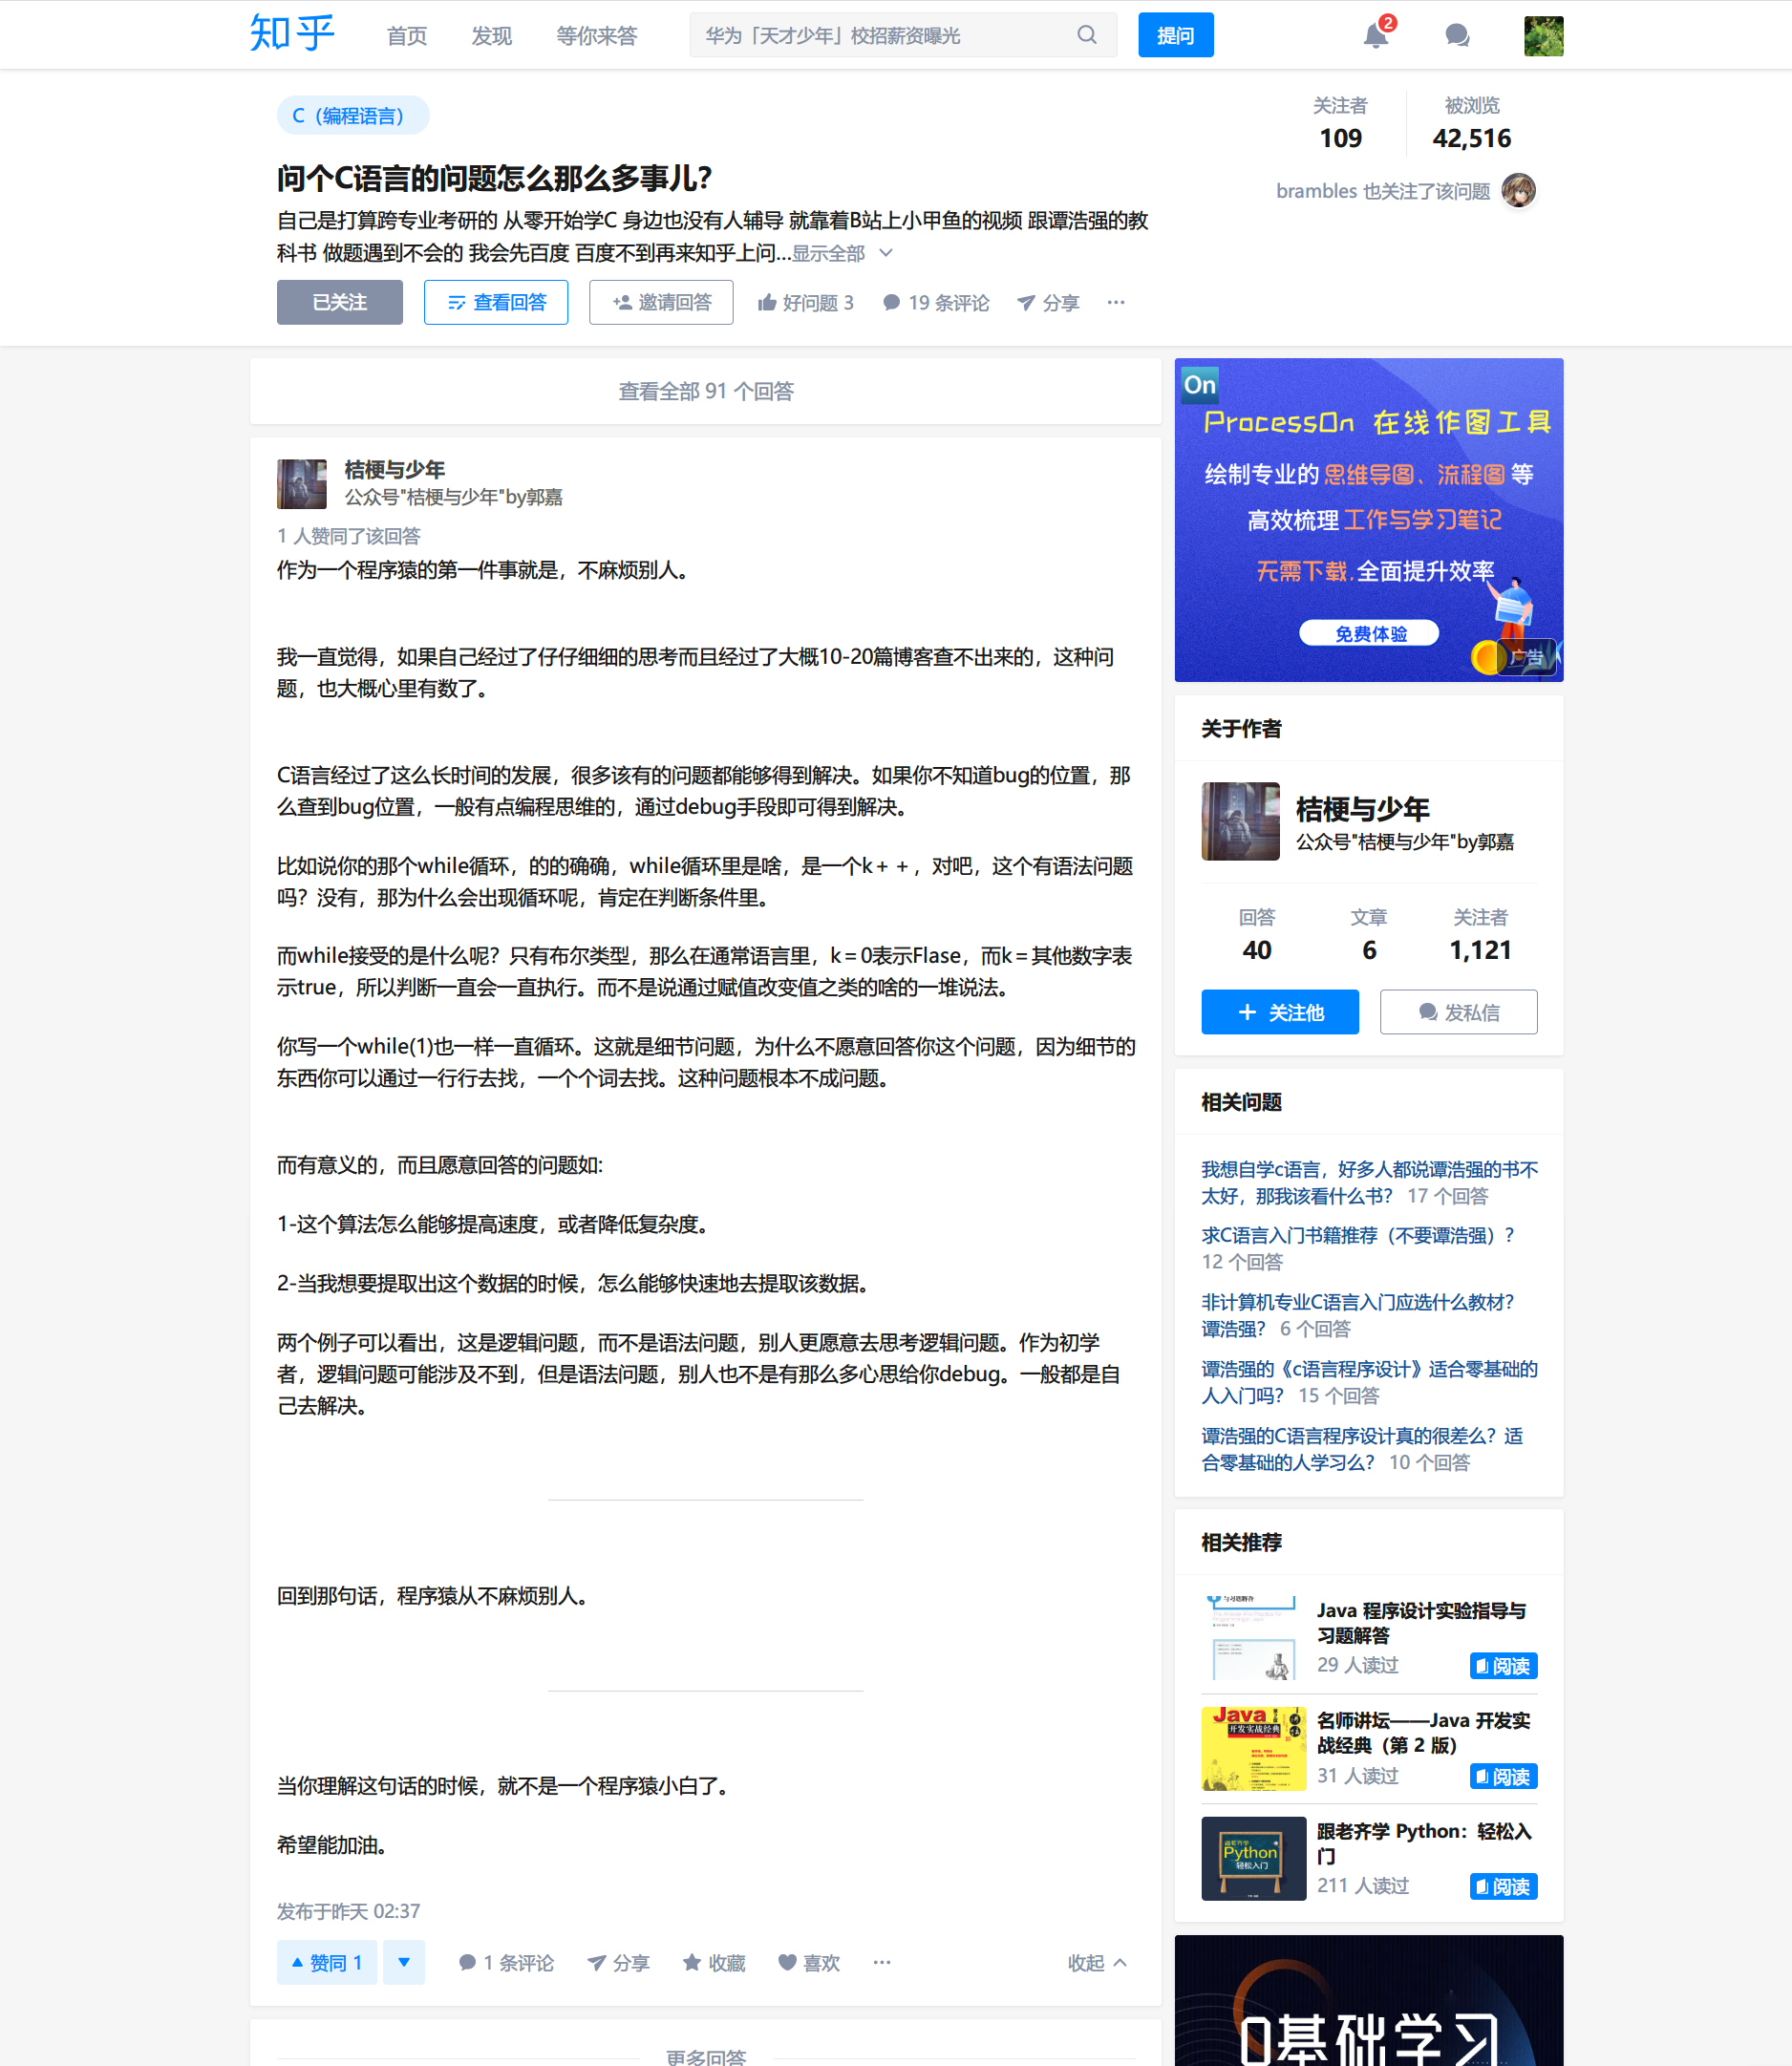 知乎
首页
发现
等你来答
华为「天才少年」校招薪资曝光
提问
2
C（编程语言）
关注者
109
被浏览
42,516
问个C语言的问题怎么那么多事儿？
brambles 也关注了该问题
自己是打算跨专业考研的 从零开始学C 身边也没有人辅导 就靠着B站上小甲鱼的视频 跟谭浩强的教
科书 做题遇到不会的 我会先百度 百度不到再来知乎上问...显示全部
已关注
查看回答
邀请回答
好问题 3
19 条评论
分享
查看全部 91 个回答
桔梗与少年
公众号"桔梗与少年"by郭嘉
1 人赞同了该回答
作为一个程序猿的第一件事就是，不麻烦别人。
我一直觉得，如果自己经过了仔仔细细的思考而且经过了大概10-20篇博客查不出来的，这种问
题，也大概心里有数了。
C语言经过了这么长时间的发展，很多该有的问题都能够得到解决。如果你不知道bug的位置，那
么查到bug位置，一般有点编程思维的，通过debug手段即可得到解决。
比如说你的那个while循环，的的确确，while循环里是啥，是一个k＋＋，对吧，这个有语法问题
吗？没有，那为什么会出现循环呢，肯定在判断条件里。
而while接受的是什么呢？只有布尔类型，那么在通常语言里，k＝0表示Flase，而k＝其他数字表
示true，所以判断一直会一直执行。而不是说通过赋值改变值之类的啥的一堆说法。
你写一个while(1)也一样一直循环。这就是细节问题，为什么不愿意回答你这个问题，因为细节的
东西你可以通过一行行去找，一个个词去找。这种问题根本不成问题。
而有意义的，而且愿意回答的问题如:
1-这个算法怎么能够提高速度，或者降低复杂度。
2-当我想要提取出这个数据的时候，怎么能够快速地去提取该数据。
两个例子可以看出，这是逻辑问题，而不是语法问题，别人更愿意去思考逻辑问题。作为初学
者，逻辑问题可能涉及不到，但是语法问题，别人也不是有那么多心思给你debug。一般都是自
己去解决。
回到那句话，程序猿从不麻烦别人。
当你理解这句话的时候，就不是一个程序猿小白了。
希望能加油。
发布于昨天 02:37
赞同 1
1 条评论
分享
收藏
喜欢
收起
更多回答
On
ProcessOn 在线作图工具
绘制专业的思维导图、流程图等
高效梳理工作与学习笔记
无需下载,全面提升效率
免费体验
广告
关于作者
桔梗与少年
公众号"桔梗与少年"by郭嘉
回答
40
文章
6
关注者
1,121
关注他
发私信
相关问题
我想自学c语言，好多人都说谭浩强的书不
太好，那我该看什么书？ 17 个回答
求C语言入门书籍推荐（不要谭浩强）？
12 个回答
非计算机专业C语言入门应选什么教材？
谭浩强？ 6 个回答
谭浩强的《c语言程序设计》适合零基础的
人入门吗？ 15 个回答
谭浩强的C语言程序设计真的很差么？适
合零基础的人学习么？ 10 个回答
相关推荐
与习题解答
Java 程序设计实验指导与
习题解答
29 人读过
阅读
Java
开发实战经典
名师讲坛——Java 开发实
战经典（第 2 版）
31 人读过
阅读
跟老齐学
Python
轻松入门
跟老齐学 Python：轻松入
门
211 人读过
阅读
0基础学习